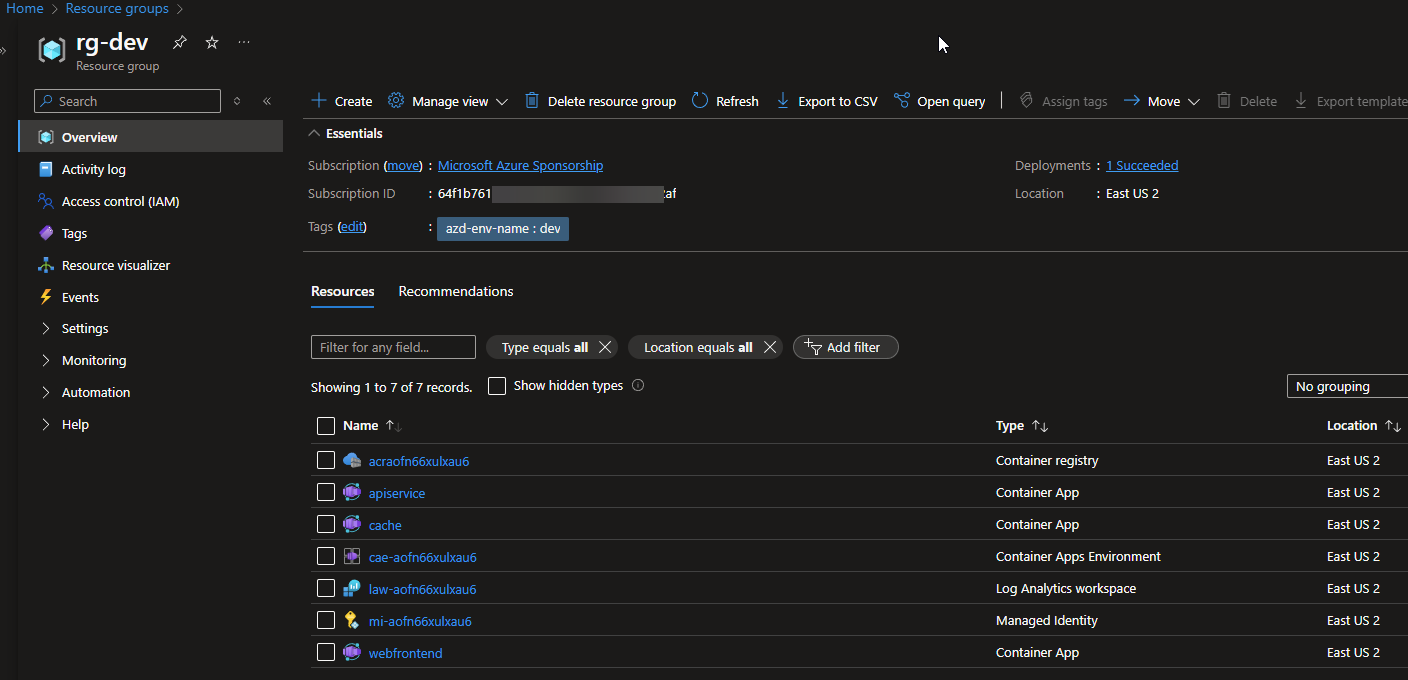 Home > Resource groups >
rg-dev
Resource group
Search
Overview
Activity log
Access control (IAM)
Tags
Resource visualizer
Events
Settings
Monitoring
Automation
Help
Create Manage view Delete resource group Refresh Export to CSV Open query Assign tags Move Delete Export template
Essentials
Subscription (move) : Microsoft Azure Sponsorship Deployments : 1 Succeeded
Subscription ID : 64f1b761 af Location : East US 2
Tags (edit) : azd-env-name : dev
Resources Recommendations
Filter for any field... Type equals all Location equals all Add filter
Showing 1 to 7 of 7 records. Show hidden types No grouping
Name Type Location
acraofn66xulxau6 Container registry East US 2
apiservice Container App East US 2
cache Container App East US 2
cae-aofn66xulxau6 Container Apps Environment East US 2
law-aofn66xulxau6 Log Analytics workspace East US 2
mi-aofn66xulxau6 Managed Identity East US 2
webfrontend Container App East US 2